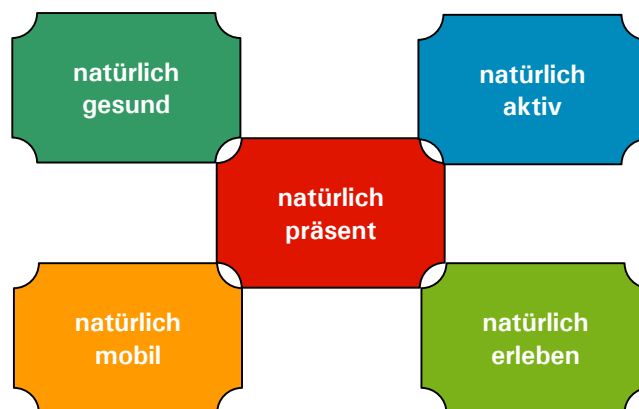 natürlich
gesund
natürlich
aktiv
natürlich
präsent
natürlich
mobil
natürlich
erleben